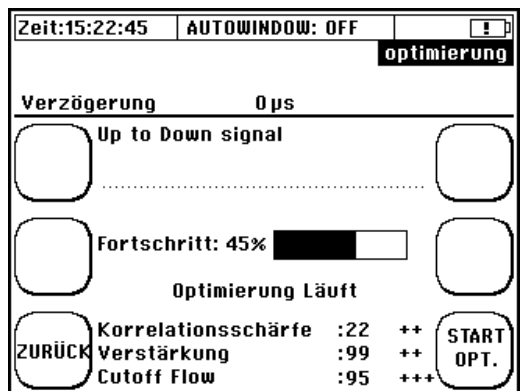 Zeit:15:22:45 AUTOWINDOW: OFF !
optimierung
Verzögerung 0 µs
Up to Down signal
Fortschritt: 45%
Optimierung Läuft
Korrelationsschärfe :22 ++
ZURÜCK Verstärkung :99 ++ START OPT.
Cutoff Flow :95 +++